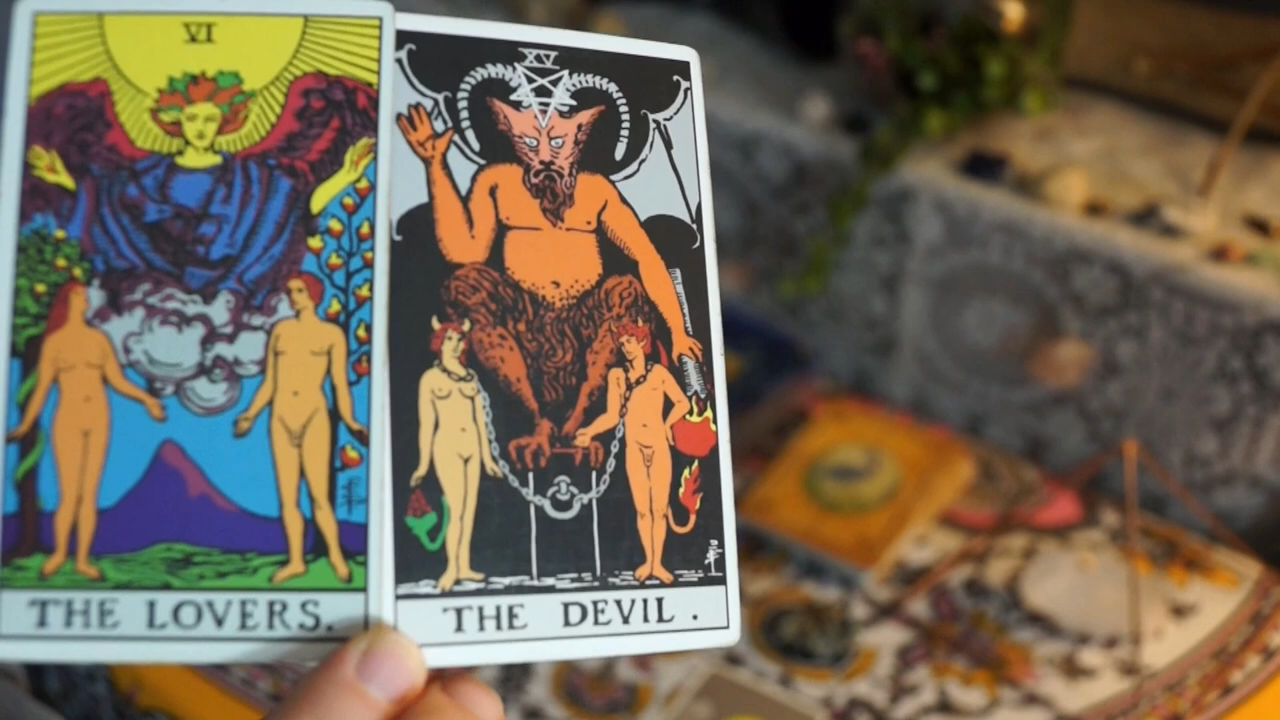 VI
THE LOVERS.
XV
THE DEVIL.